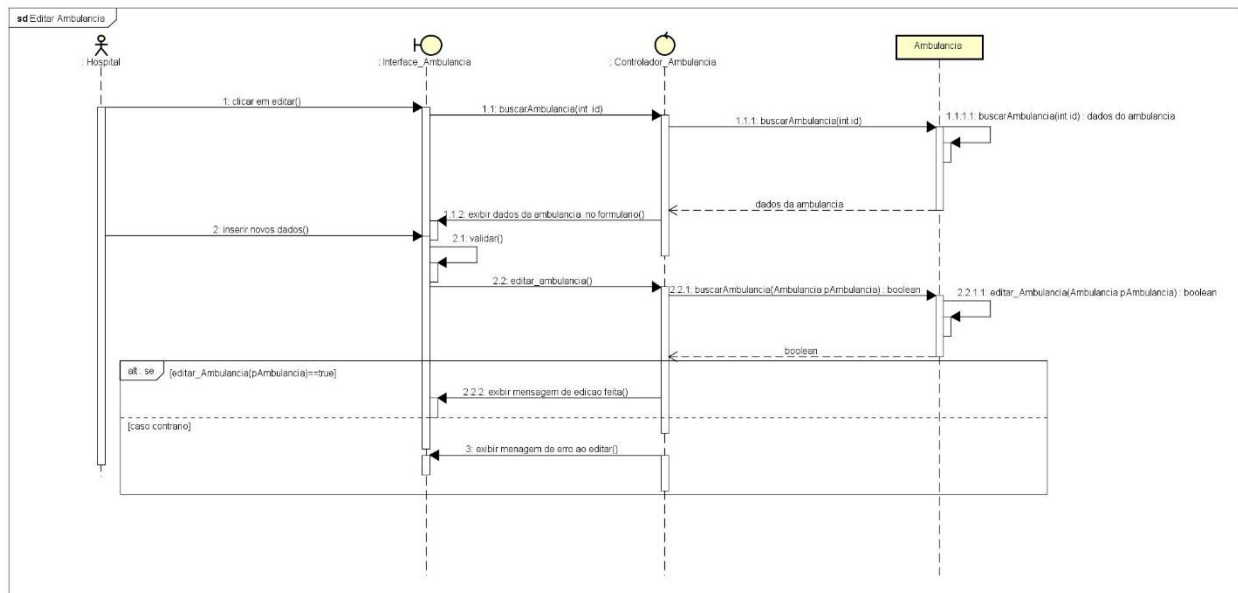 sd Editar Ambulancia
: Hospital
: Interface_Ambulancia
: Controlador_Ambulancia
Ambulancia
1: clicar em editar()
1.1: buscarAmbulancia(int id)
1.1.1: buscarAmbulancia(int id)
1.1.1.1: buscarAmbulancia(int id) : dados do ambulancia
dados da ambulancia
1.1.2: exibir dados da ambulancia no formulario()
2: inserir novos dados()
2.1: validar()
2.2: editar_ambulancia()
2.2.1: buscarAmbulancia(Ambulancia pAmbulancia) : boolean
2.2.1.1: editar_Ambulancia(Ambulancia pAmbulancia) : boolean
boolean
alt : se
[editar_Ambulancia(pAmbulancia)==true]
2.2.2: exibir mensagem de edicao feita()
[caso contrario]
3: exibir menagem de erro ao editar()